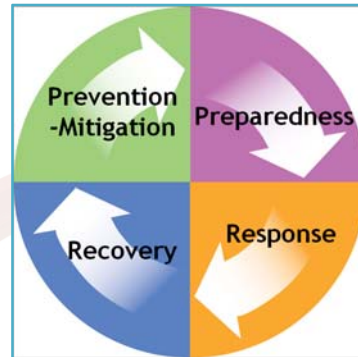 Prevention
-Mitigation
Preparedness
Response
Recovery